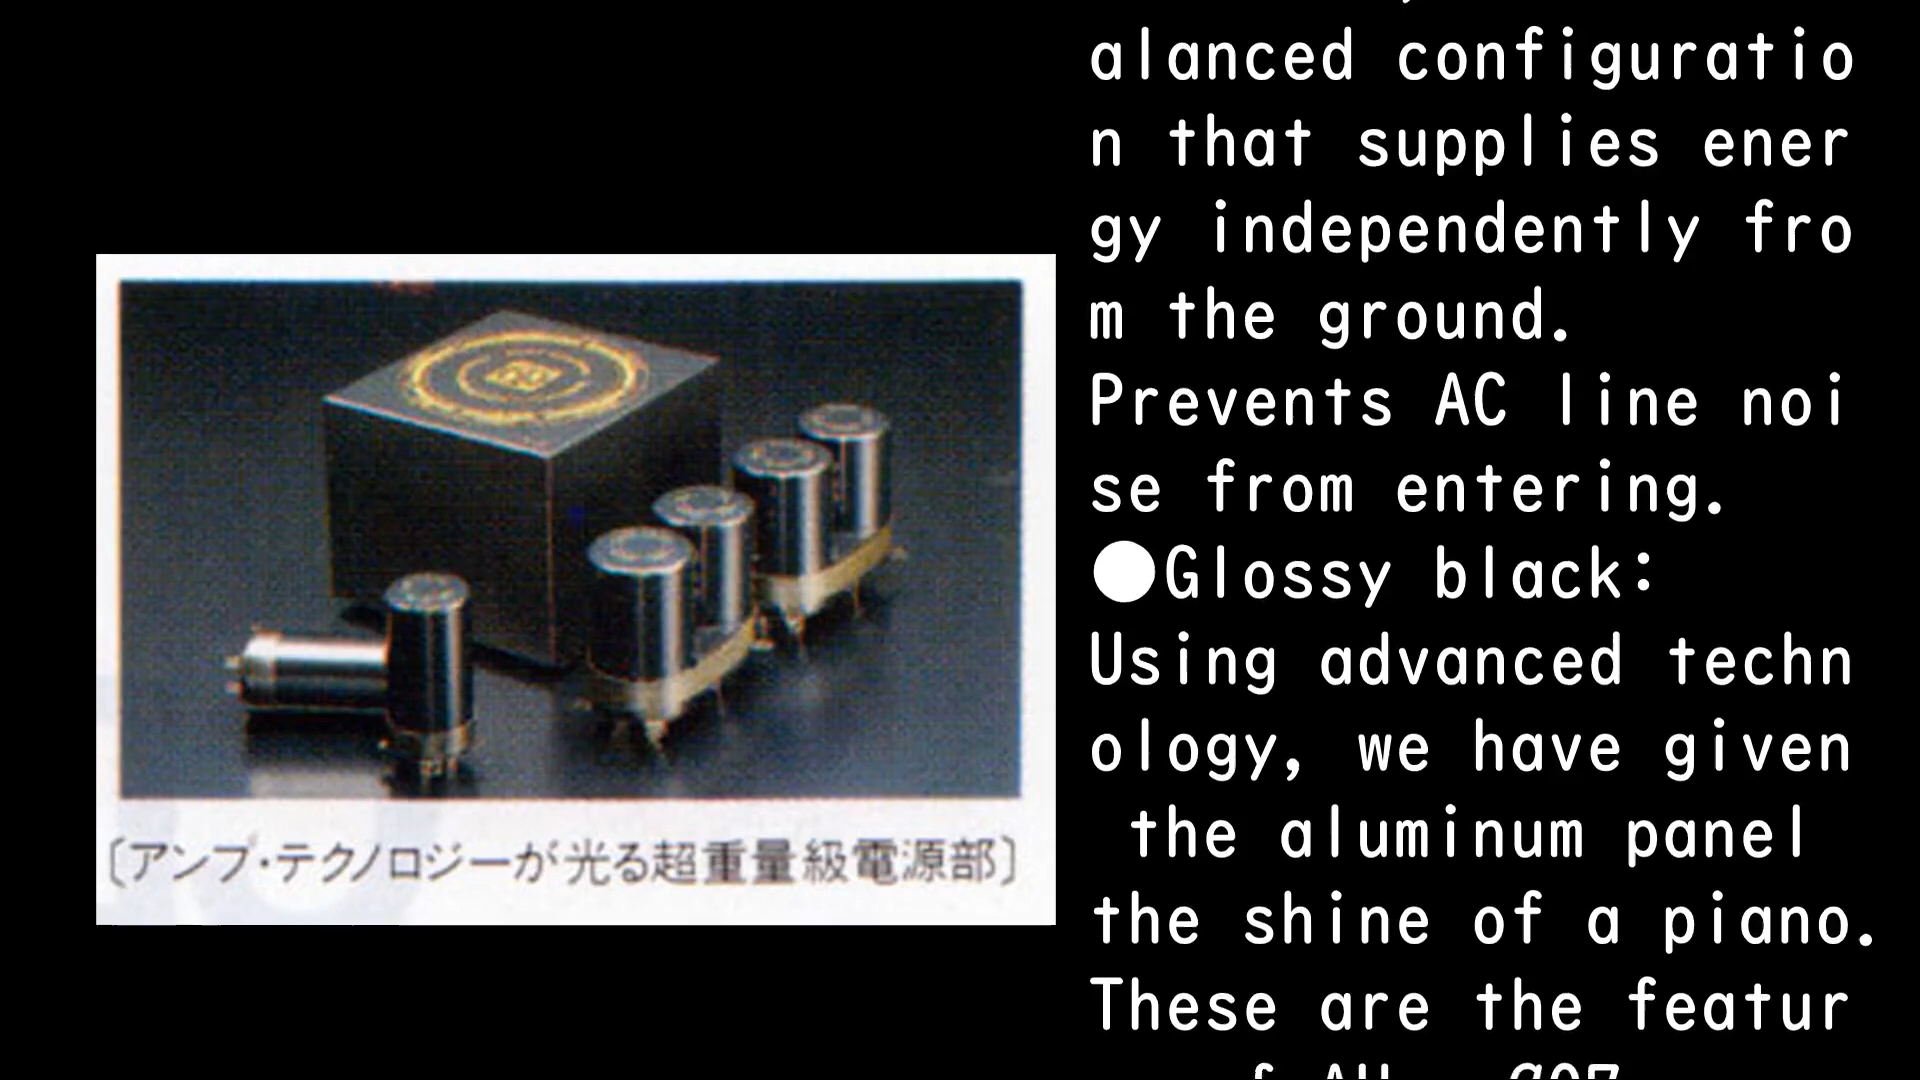 alanced configuratio
n that supplies ener
gy independently fro
m the ground.
Prevents AC line noi
se from entering.
●Glossy black:
Using advanced techn
ology, we have given
 the aluminum panel
the shine of a piano.
These are the featur
〔アンプ・テクノロジーが光る超重量級電源部〕